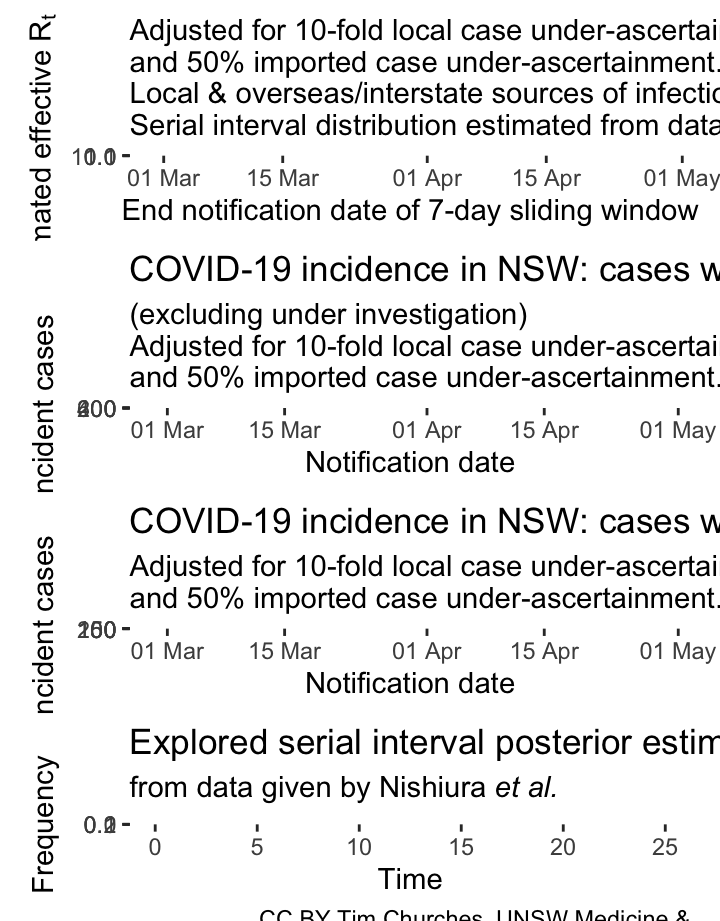 nated effective Rt
Adjusted for 10-fold local case under-ascertai
and 50% imported case under-ascertainment.
Local & overseas/interstate sources of infectio
Serial interval distribution estimated from data
01 Mar 15 Mar 01 Apr 15 Apr 01 May
End notification date of 7-day sliding window
COVID-19 incidence in NSW: cases w
(excluding under investigation)
Adjusted for 10-fold local case under-ascertai
and 50% imported case under-ascertainment.
ncident cases
01 Mar 15 Mar 01 Apr 15 Apr 01 May
Notification date
COVID-19 incidence in NSW: cases w
Adjusted for 10-fold local case under-ascertai
and 50% imported case under-ascertainment.
ncident cases
01 Mar 15 Mar 01 Apr 15 Apr 01 May
Notification date
Explored serial interval posterior estim
from data given by Nishiura et al.
Frequency
0 5 10 15 20 25
Time
CC BY Tim Churches, UNSW Medicine &